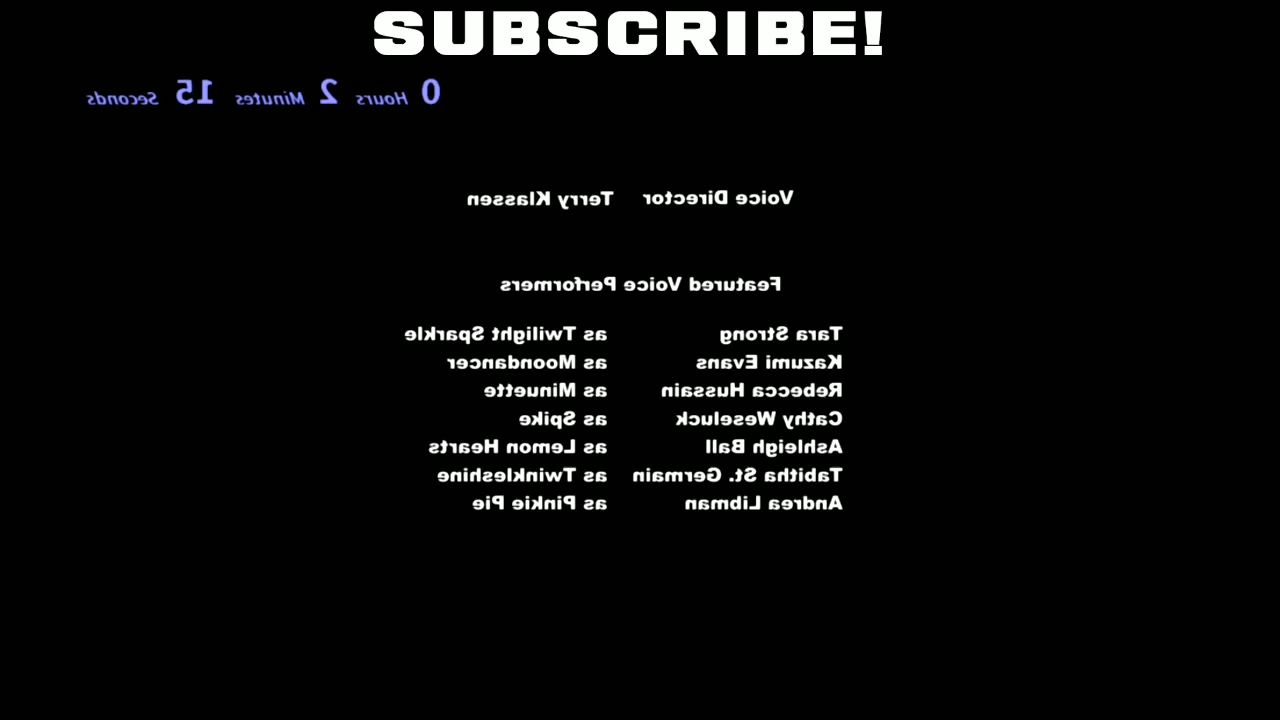 SUBSCRIBE!
0 Hours 2 Minutes 15 Seconds
Voice Director Terry Klassen
Featured Voice Performers
Tara Strong as Twilight Sparkle
Kazumi Evans as Moondancer
Rebecca Hussain as Minuette
Cathy Weseluck as Spike
Ashleigh Ball as Lemon Hearts
Tabitha St. Germain as Twinkleshine
Andrea Libman as Pinkie Pie